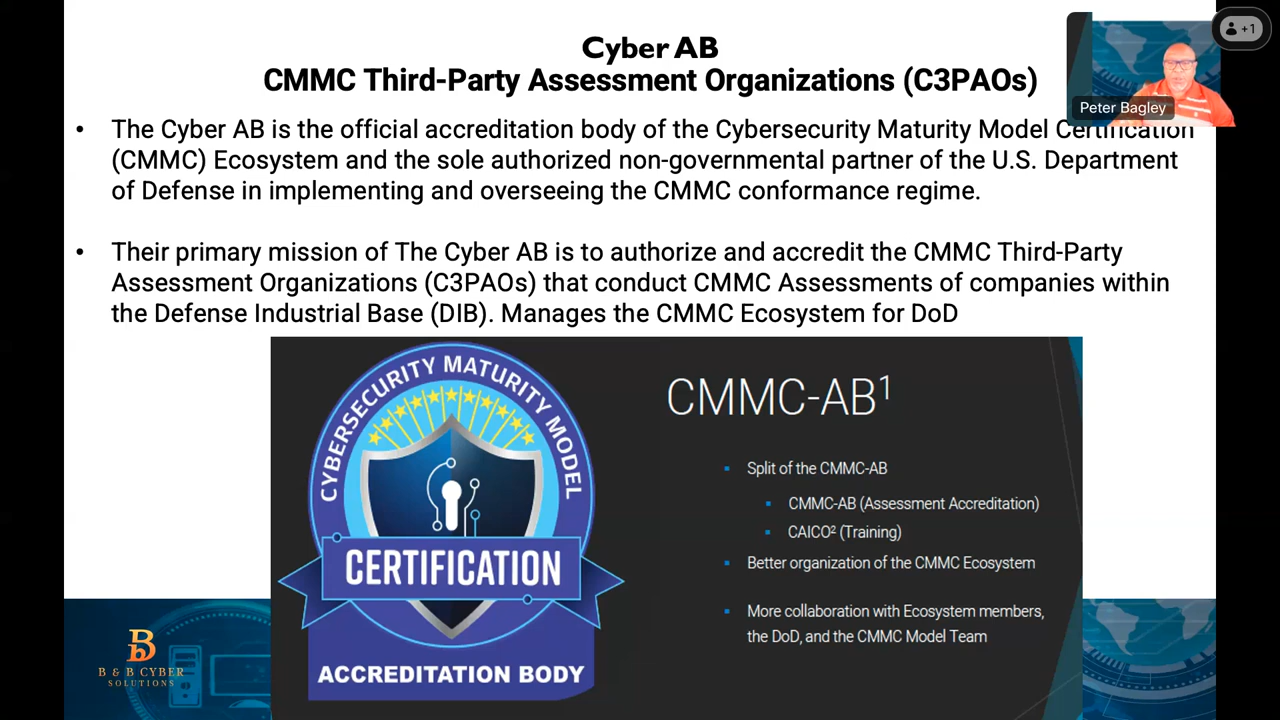 Cyber AB
CMMC Third-Party Assessment Organizations (C3PAOs)
+1
Peter Bagley
• The Cyber AB is the official accreditation body of the Cybersecurity Maturity Model Certification
(CMMC) Ecosystem and the sole authorized non-governmental partner of the U.S. Department
of Defense in implementing and overseeing the CMMC conformance regime.
• Their primary mission of The Cyber AB is to authorize and accredit the CMMC Third-Party
Assessment Organizations (C3PAOs) that conduct CMMC Assessments of companies within
the Defense Industrial Base (DIB). Manages the CMMC Ecosystem for DoD
CYBERSECURITY MATURITY MODEL
CERTIFICATION
ACCREDITATION BODY
CMMC-AB¹
▪ Split of the CMMC-AB
▪ CMMC-AB (Assessment Accreditation)
▪ CAICO² (Training)
▪ Better organization of the CMMC Ecosystem
▪ More collaboration with Ecosystem members,
the DoD, and the CMMC Model Team
B & B CYBER
SOLUTIONS